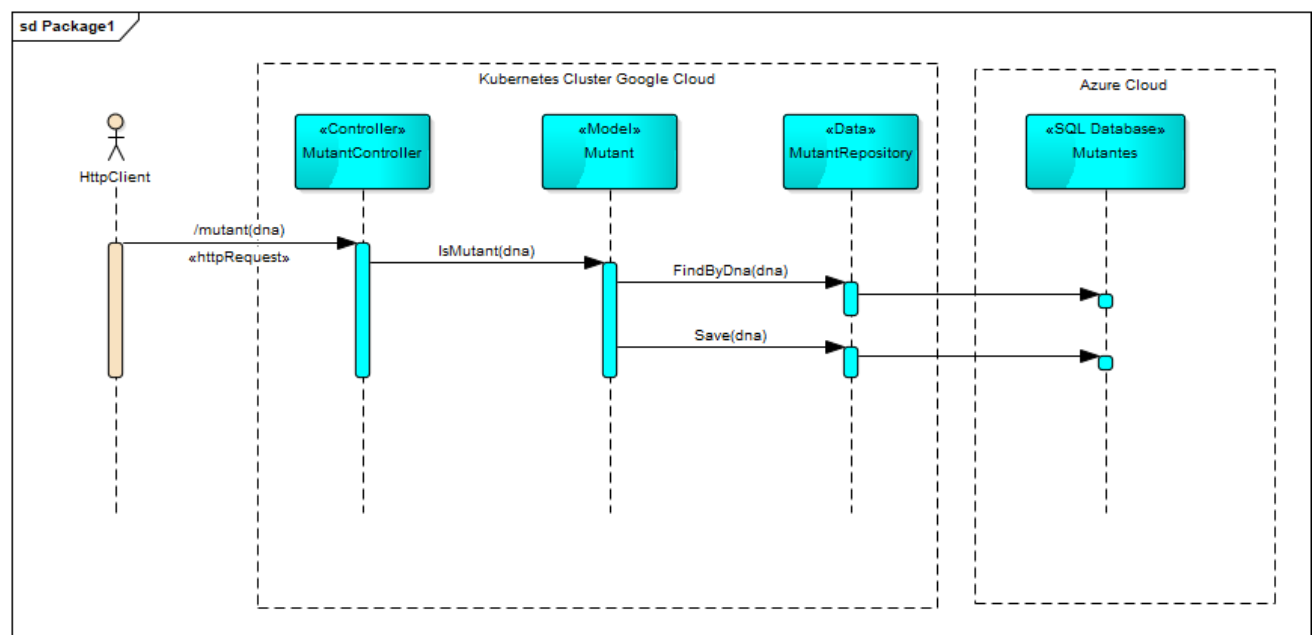 sd Package1
Kubernetes Cluster Google Cloud
Azure Cloud
«Controller»
MutantController
«Model»
Mutant
«Data»
MutantRepository
«SQL Database»
Mutantes
HttpClient
/mutant(dna)
«httpRequest»
IsMutant(dna)
FindByDna(dna)
Save(dna)